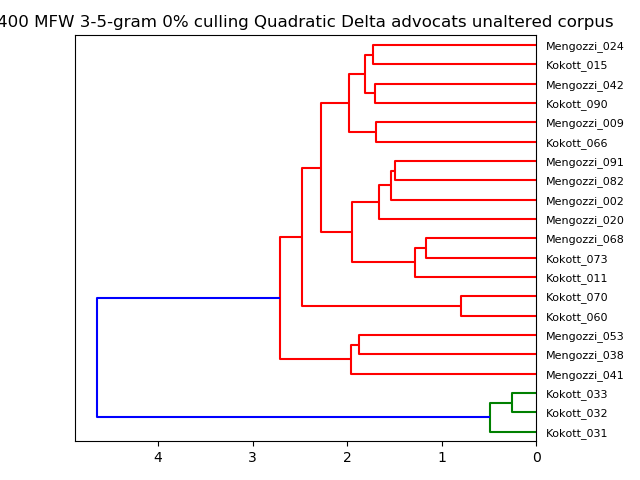 400 MFW 3-5-gram 0% culling Quadratic Delta advocats unaltered corpus
Mengozzi_024
Kokott_015
Mengozzi_042
Kokott_090
Mengozzi_009
Kokott_066
Mengozzi_091
Mengozzi_082
Mengozzi_002
Mengozzi_020
Mengozzi_068
Kokott_073
Kokott_011
Kokott_070
Kokott_060
Mengozzi_053
Mengozzi_038
Mengozzi_041
Kokott_033
Kokott_032
Kokott_031
4 3 2 1 0